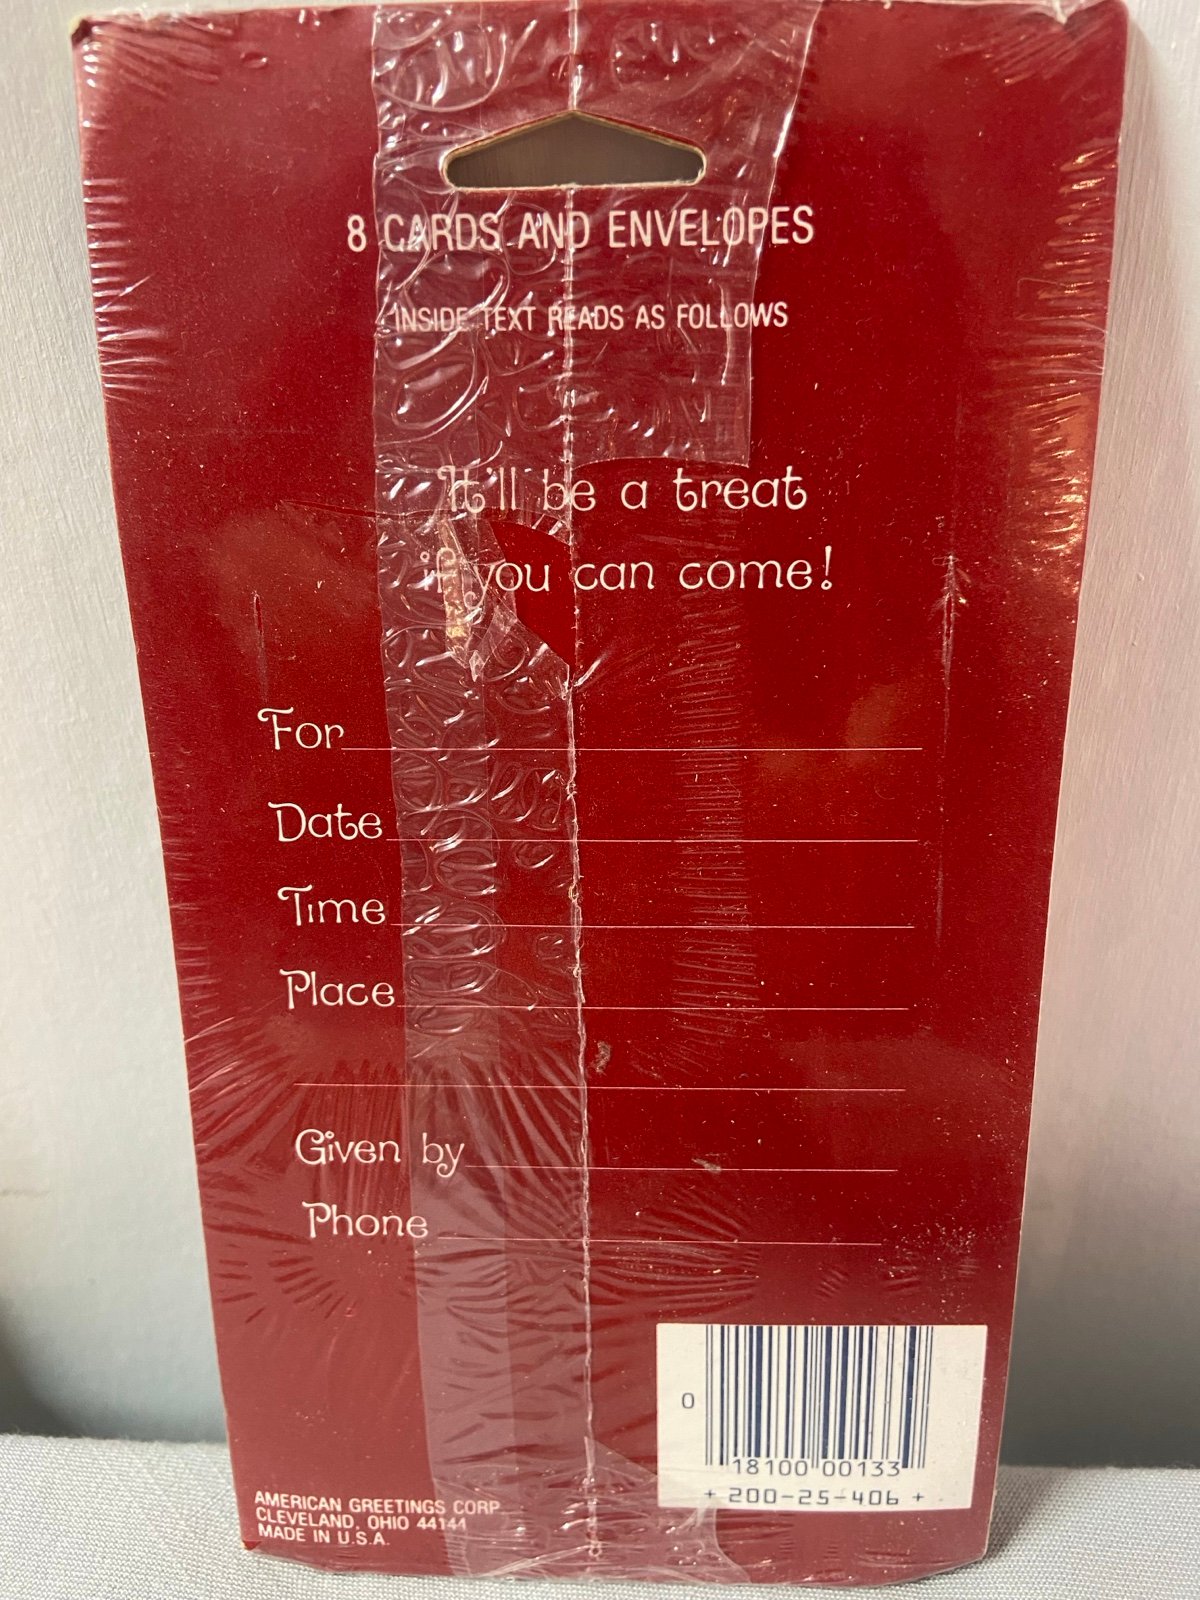 8 CARDS AND ENVELOPES
INSIDE TEXT READS AS FOLLOWS
It'll be a treat
if you can come!
For
Date
Time
Place
Given by
Phone
0
18100 00133
+ 200-25-406 +
AMERICAN GREETINGS CORP.
CLEVELAND, OHIO 44144
MADE IN U.S.A.